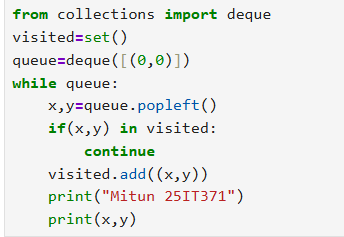 from collections import deque
visited=set()
queue=deque([(0,0)])
while queue:
    x,y=queue.popleft()
    if(x,y) in visited:
        continue
    visited.add((x,y))
    print("Mitun 25IT371")
    print(x,y)